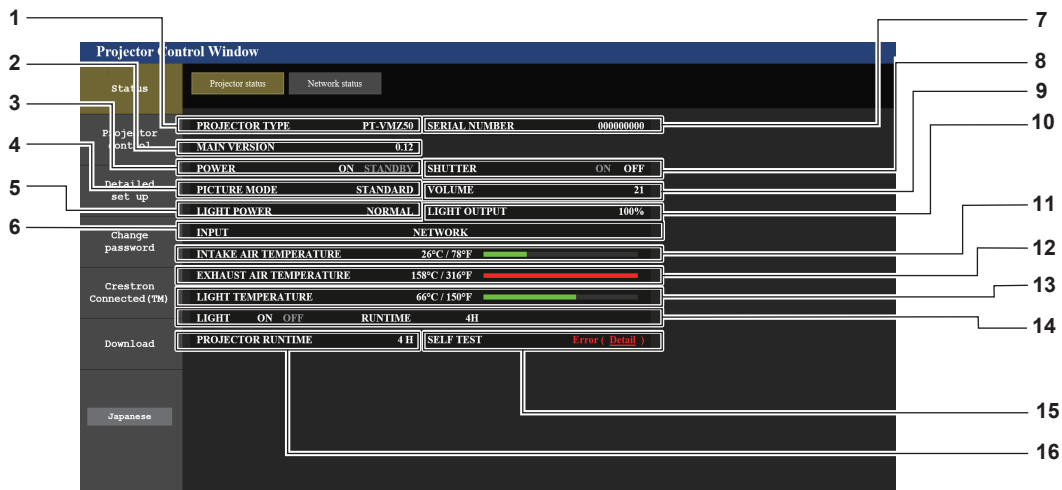 1
2
3
4
5
6
7
8
9
10
11
12
13
14
15
16
Projector Control Window
Status
Projector control
Detailed set up
Change password
Crestron Connected(TM)
Download
Japanese
Projector status Network status
PROJECTOR TYPE PT-VMZ50 SERIAL NUMBER 000000000
MAIN VERSION 0.12
POWER ON STANDBY SHUTTER ON OFF
PICTURE MODE STANDARD VOLUME 21
LIGHT POWER NORMAL LIGHT OUTPUT 100%
INPUT NETWORK
INTAKE AIR TEMPERATURE 26°C / 78°F
EXHAUST AIR TEMPERATURE 158°C / 316°F
LIGHT TEMPERATURE 66°C / 150°F
LIGHT ON OFF RUNTIME 4H
PROJECTOR RUNTIME 4 H SELF TEST Error ( Detail )